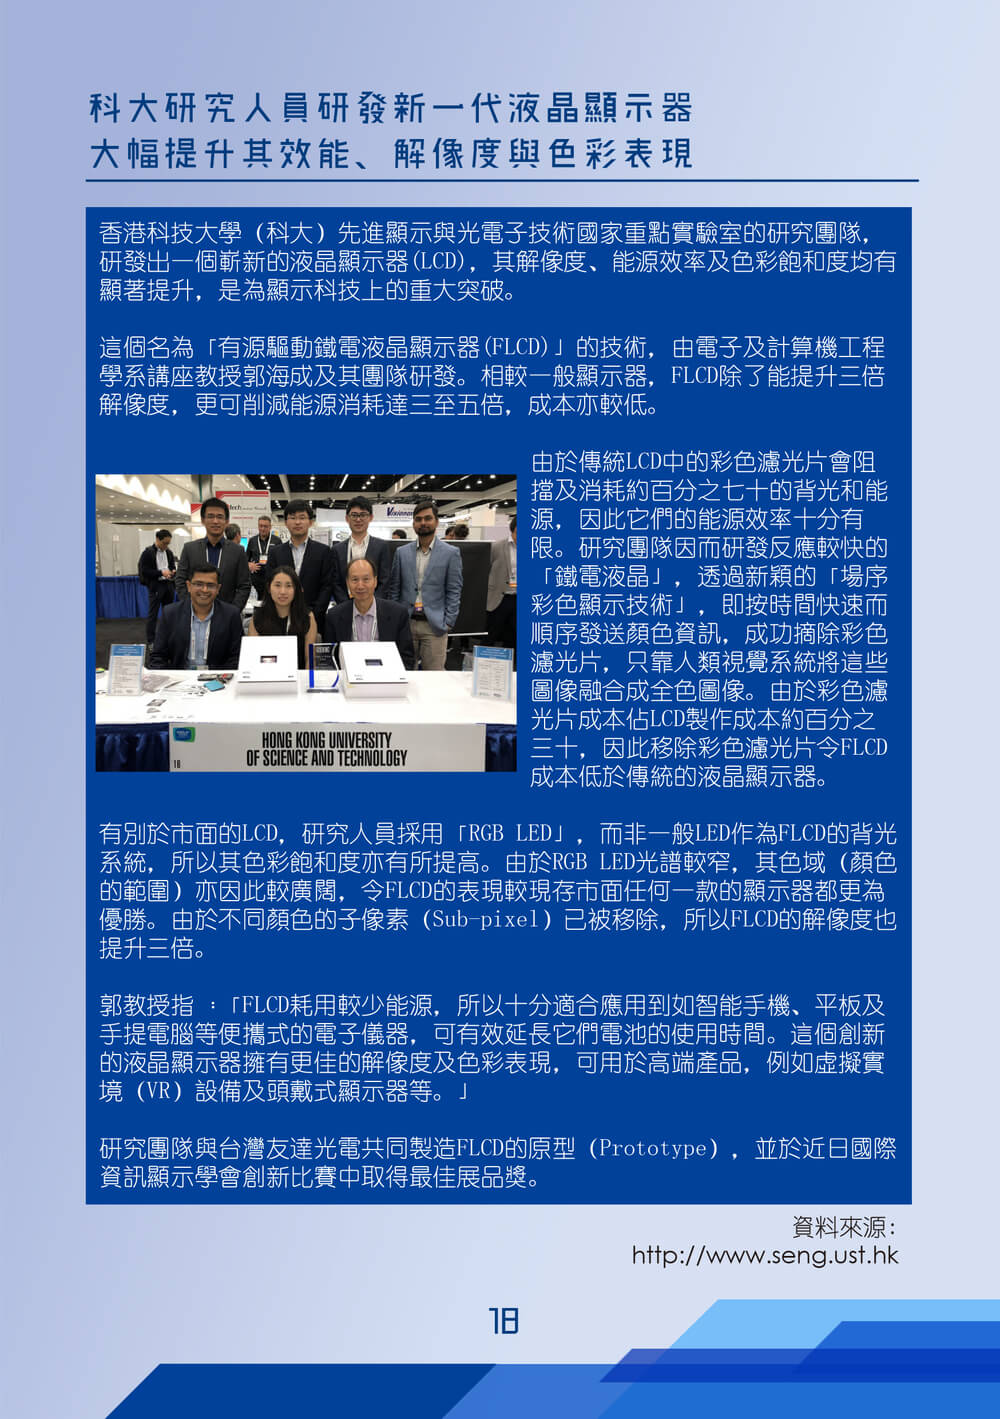 科大研究人員研發新一代液晶顯示器
大幅提升其效能、解像度與色彩表現
香港科技大學（科大）先進顯示與光電子技術國家重點實驗室的研究團隊，
研發出一個嶄新的液晶顯示器(LCD)，其解像度、能源效率及色彩飽和度均有
顯著提升，是為顯示科技上的重大突破。
這個名為「有源驅動鐵電液晶顯示器(FLCD)」的技術，由電子及計算機工程
學系講座教授郭海成及其團隊研發。相較一般顯示器，FLCD除了能提升三倍
解像度，更可削減能源消耗達三至五倍，成本亦較低。
由於傳統LCD中的彩色濾光片會阻
擋及消耗約百分之七十的背光和能
源，因此它們的能源效率十分有
限。研究團隊因而研發反應較快的
「鐵電液晶」，透過新穎的「場序
彩色顯示技術」，即按時間快速而
順序發送顏色資訊，成功摘除彩色
濾光片，只靠人類視覺系統將這些
圖像融合成全色圖像。由於彩色濾
光片成本佔LCD製作成本約百分之
三十，因此移除彩色濾光片令FLCD
成本低於傳統的液晶顯示器。
HONG KONG UNIVERSITY
OF SCIENCE AND TECHNOLOGY
有別於市面的LCD，研究人員採用「RGB LED」，而非一般LED作為FLCD的背光
系統，所以其色彩飽和度亦有所提高。由於RGB LED光譜較窄，其色域（顏色
的範圍）亦因此較廣闊，令FLCD的表現較現存市面任何一款的顯示器都更為
優勝。由於不同顏色的子像素（Sub-pixel）已被移除，所以FLCD的解像度也
提升三倍。
郭教授指 ：「FLCD耗用較少能源，所以十分適合應用到如智能手機、平板及
手提電腦等便攜式的電子儀器，可有效延長它們電池的使用時間。這個創新
的液晶顯示器擁有更佳的解像度及色彩表現，可用於高端產品，例如虛擬實
境（VR）設備及頭戴式顯示器等。」
研究團隊與台灣友達光電共同製造FLCD的原型（Prototype），並於近日國際
資訊顯示學會創新比賽中取得最佳展品獎。
資料來源：
http://www.seng.ust.hk
18